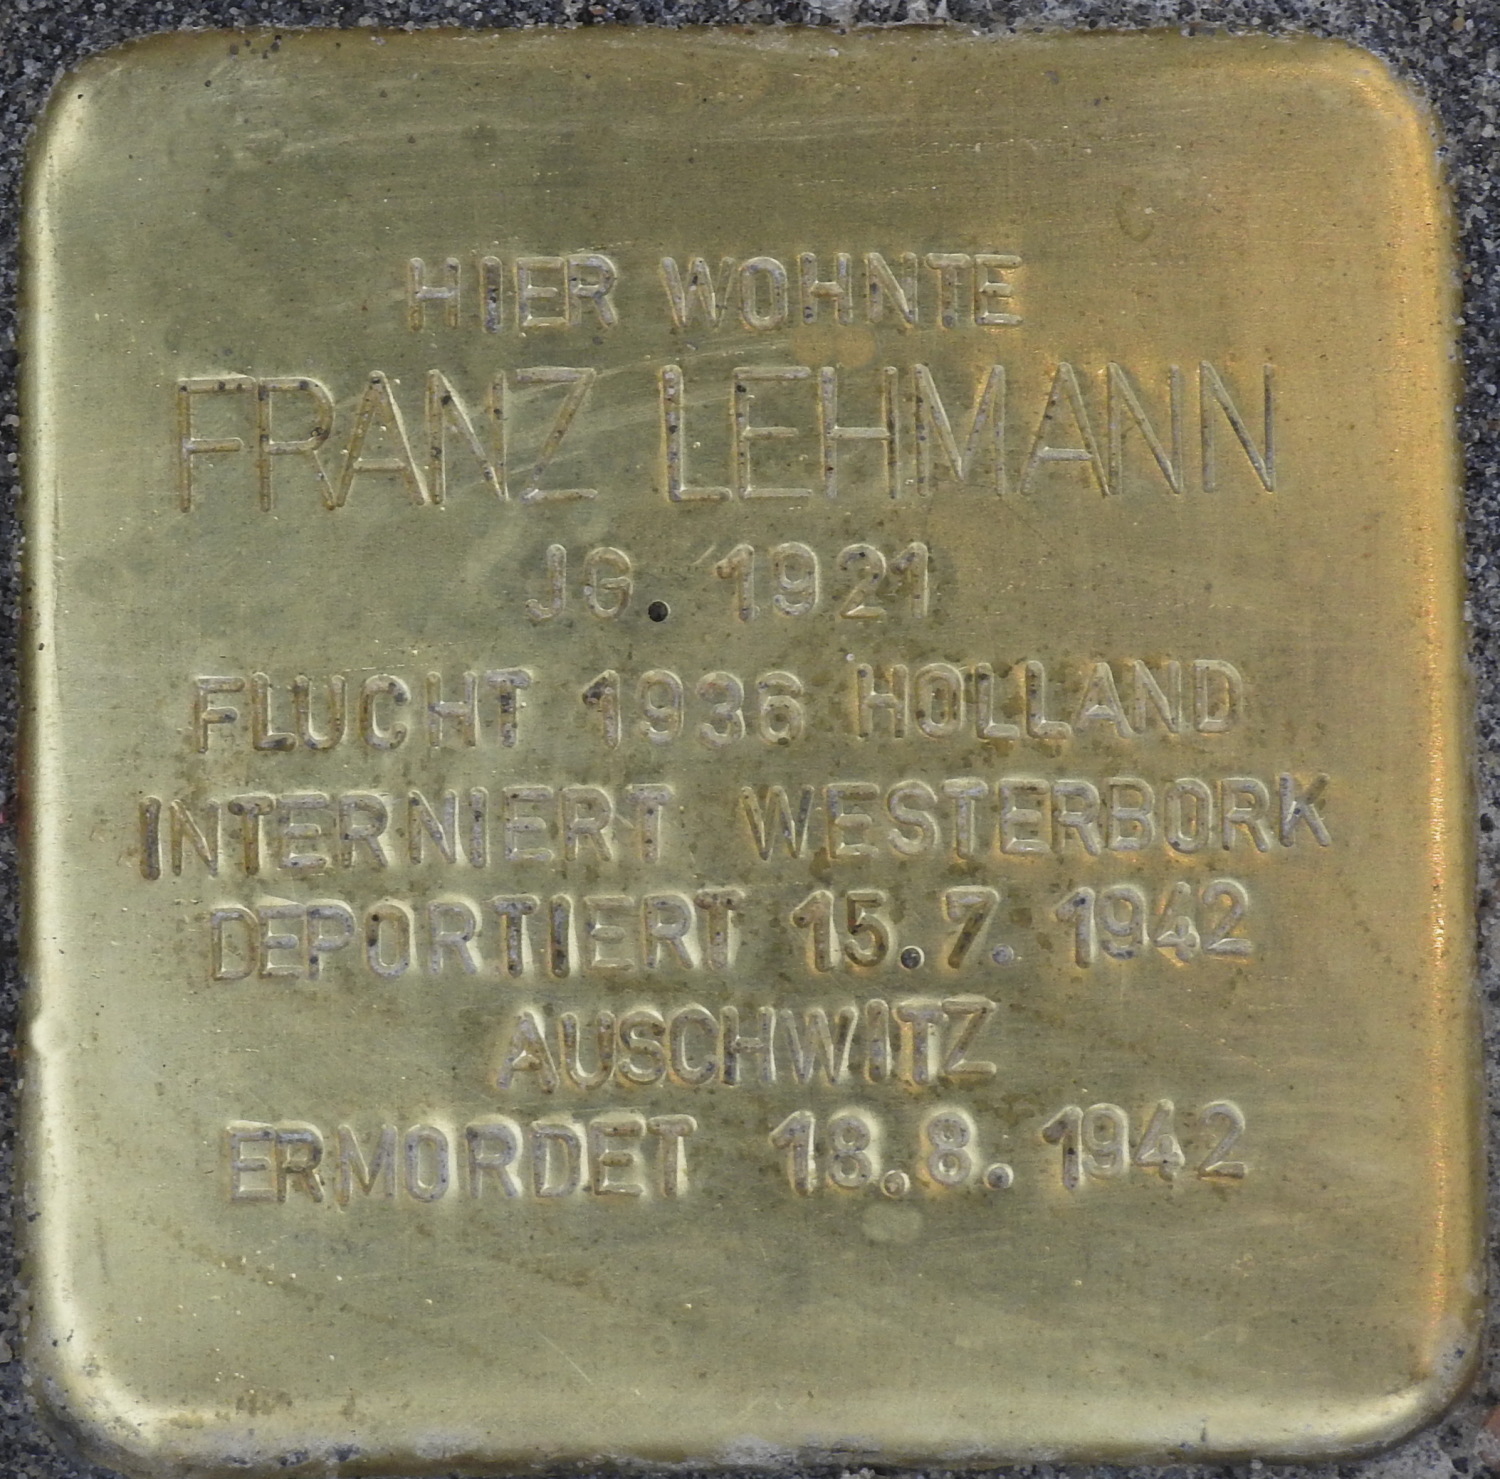 HIER WOHNTE
FRANZ LEHMANN
JG. 1921
FLUCHT 1936 HOLLAND
INTERNIERT WESTERBORK
DEPORTIERT 15.7. 1942
AUSCHWITZ
ERMORDET 18.8. 1942